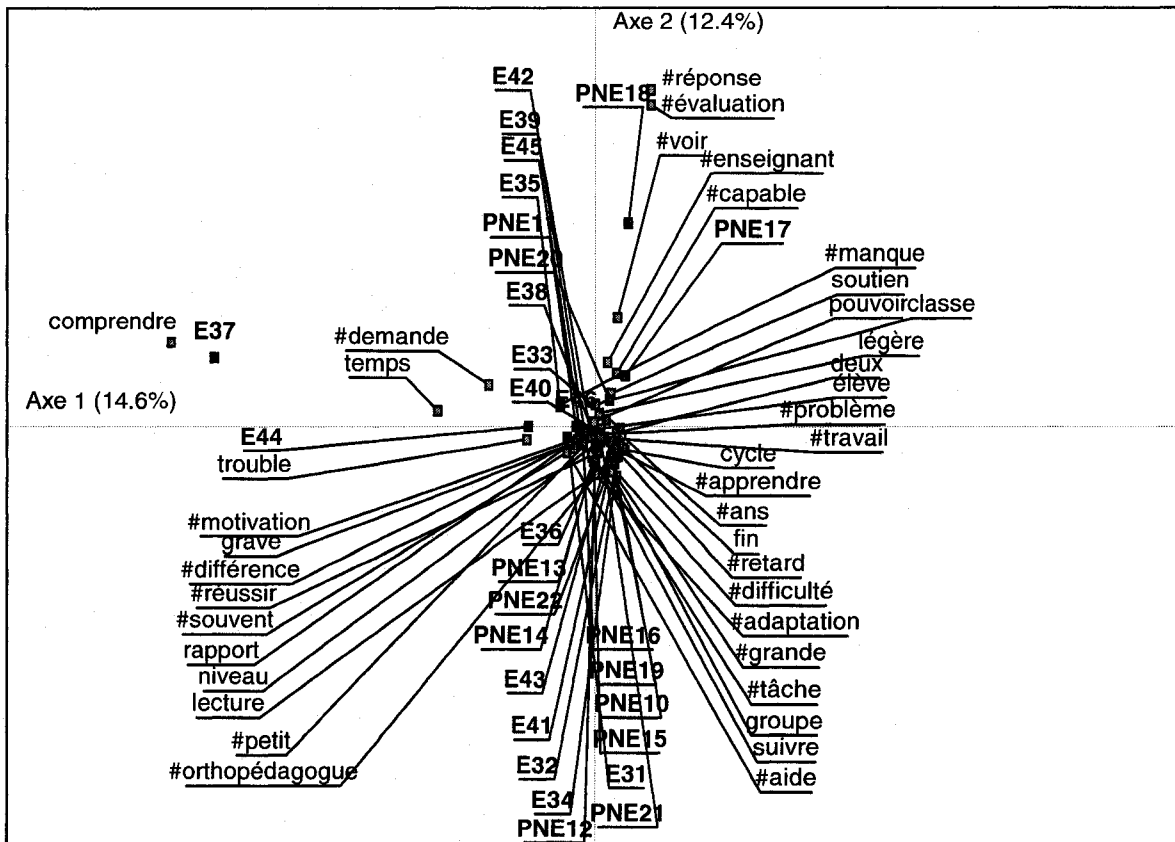 Axe 2 (12.4%)
E42
PNE18
#réponse
#évaluation
E39
E45
#voir
#enseignant
E35
#capable
PNE1
PNE17
PNE20
#manque
soutien
E38
pouvoirclasse
comprendre
E37
#demande
légère
temps
E33
deux
Axe 1 (14.6%)
E40
élève
#problème
E44
#travail
trouble
cycle
#apprendre
#motivation
#ans
grave
E36
fin
#différence
PNE13
#retard
#réussir
PNE22
#difficulté
#souvent
#adaptation
rapport
PNE14
PNE16
#grande
niveau
E43
PNE19
#tâche
lecture
PNE10
groupe
#petit
E41
PNE15
suivre
#orthopédagogue
E32
E31
#aide
E34
PNE21
PNE12